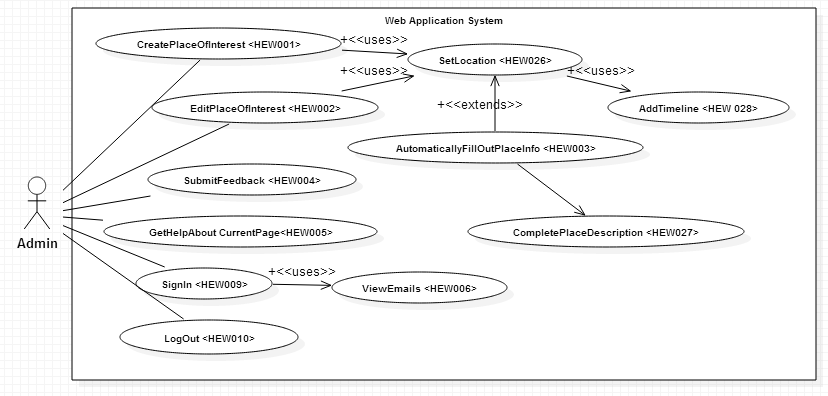 Web Application System
CreatePlaceOfInterest <HEW001>
+<<uses>>
SetLocation <HEW026>
+<<uses>>
+<<uses>>
EditPlaceOfInterest <HEW002>
+<<extends>>
AddTimeline <HEW 028>
AutomaticallyFillOutPlaceInfo <HEW003>
SubmitFeedback <HEW004>
GetHelpAbout CurrentPage<HEW005>
CompletePlaceDescription <HEW027>
Admin
SignIn <HEW009>
+<<uses>>
ViewEmails <HEW006>
LogOut <HEW010>